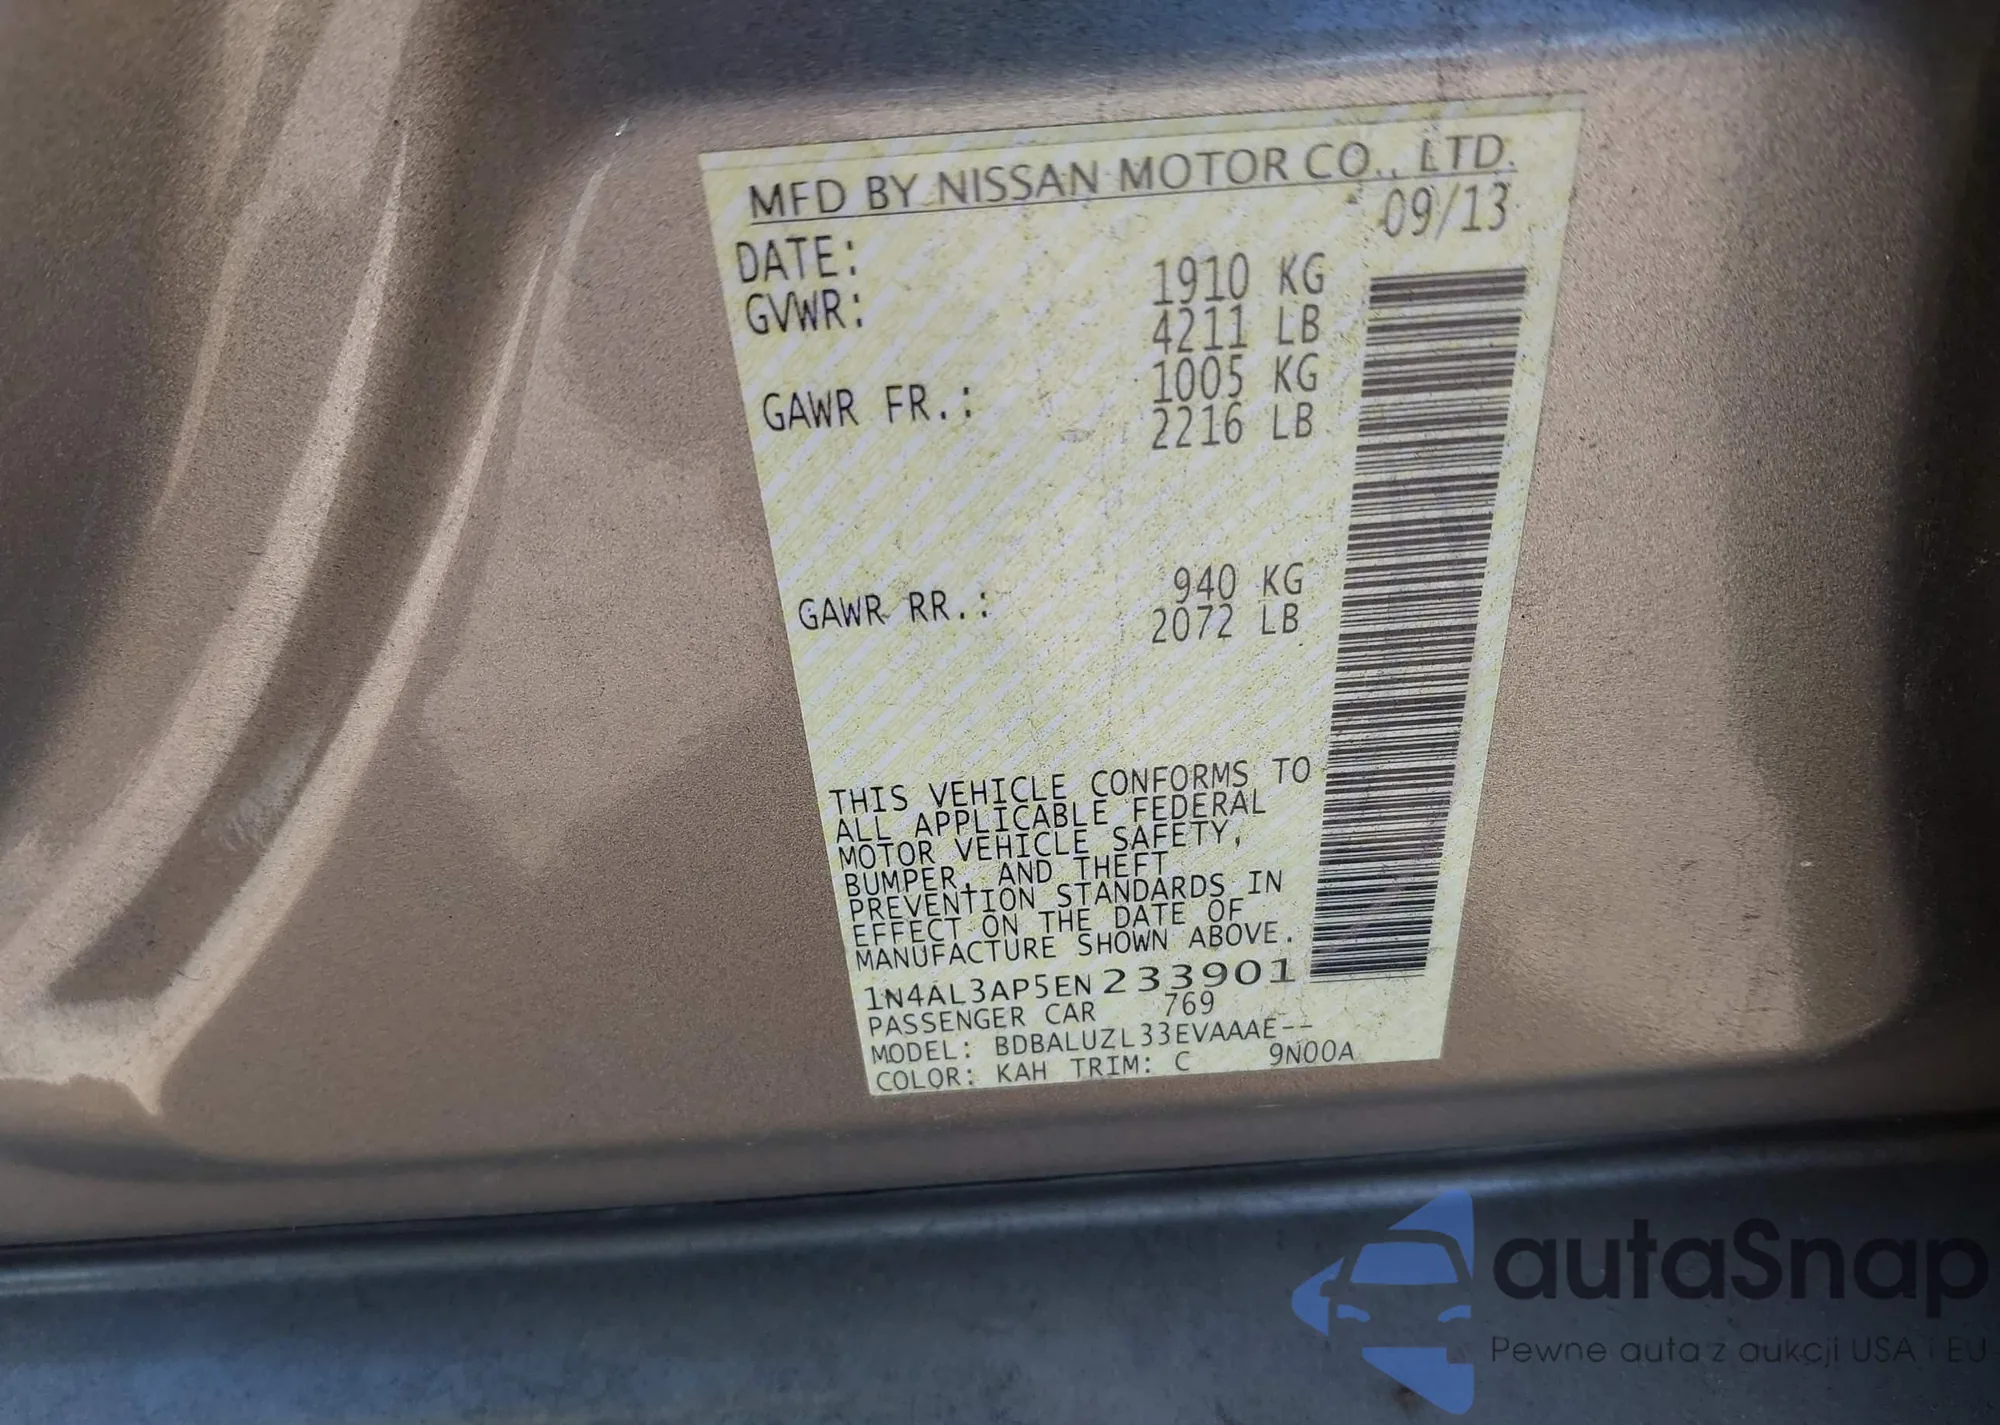 MFD BY NISSAN MOTOR CO., LTD.
DATE: 09/13
GVWR: 1910 KG
4211 LB
GAWR FR.: 1005 KG
2216 LB
GAWR RR.: 940 KG
2072 LB
THIS VEHICLE CONFORMS TO
ALL APPLICABLE FEDERAL
MOTOR VEHICLE SAFETY,
BUMPER, AND THEFT
PREVENTION STANDARDS IN
EFFECT ON THE DATE OF
MANUFACTURE SHOWN ABOVE.
1N4AL3AP5EN233901
PASSENGER CAR 769
MODEL: BDBALUZL33EVAAAE--
COLOR: KAH TRIM: C 9N00A
autaSnap
Pewne auta z aukcji USA i EU